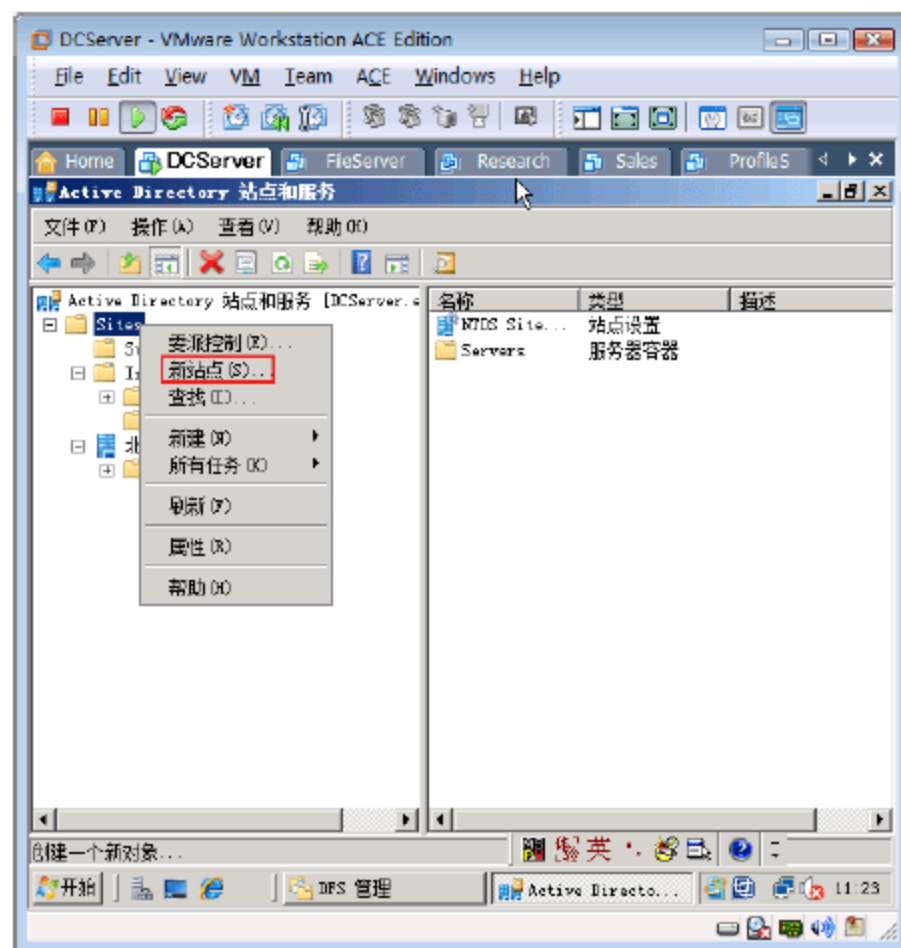 DCServer - VMware Workstation ACE Edition
File Edit View VM Team ACE Windows Help
Home DCServer FileServer Research Sales ProfileS
Active Directory 站点和服务
文件(F) 操作(A) 查看(V) 帮助(H)
Active Directory 站点和服务 [DCServer.e
名称 类型 描述
Sites
NTDS Site... 站点设置
Servers 服务器容器
委派控制(E)...
新站点(S)...
查找(I)...
新建(N)
所有任务(K)
刷新(F)
属性(R)
帮助(H)
创建一个新对象...
英
开始 DFS 管理 Active Directo... 11:23